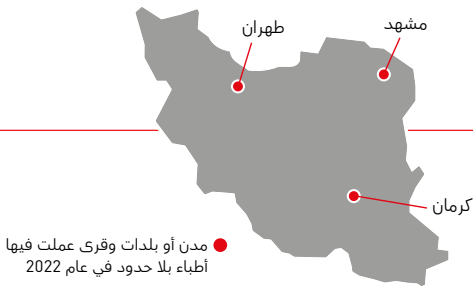 مشهد
طهران
كرمان
مدن أو بلدات وقرى عملت فيها
أطباء بلا حدود في عام 2022